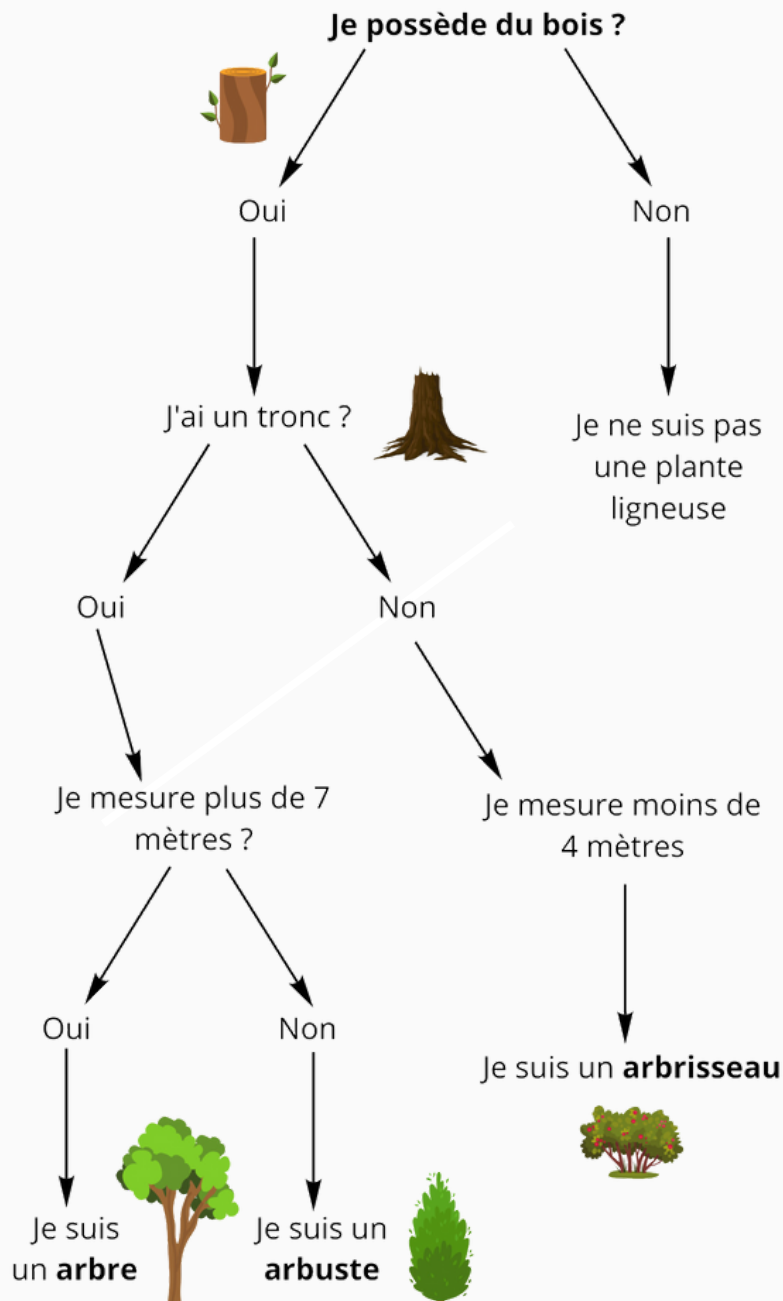 Je possède du bois ?
Oui
Non
J'ai un tronc ?
Je ne suis pas
une plante
ligneuse
Oui
Non
Je mesure plus de 7
mètres ?
Je mesure moins de
4 mètres
Oui
Non
Je suis un arbrisseau
Je suis
un arbre
Je suis un
arbuste